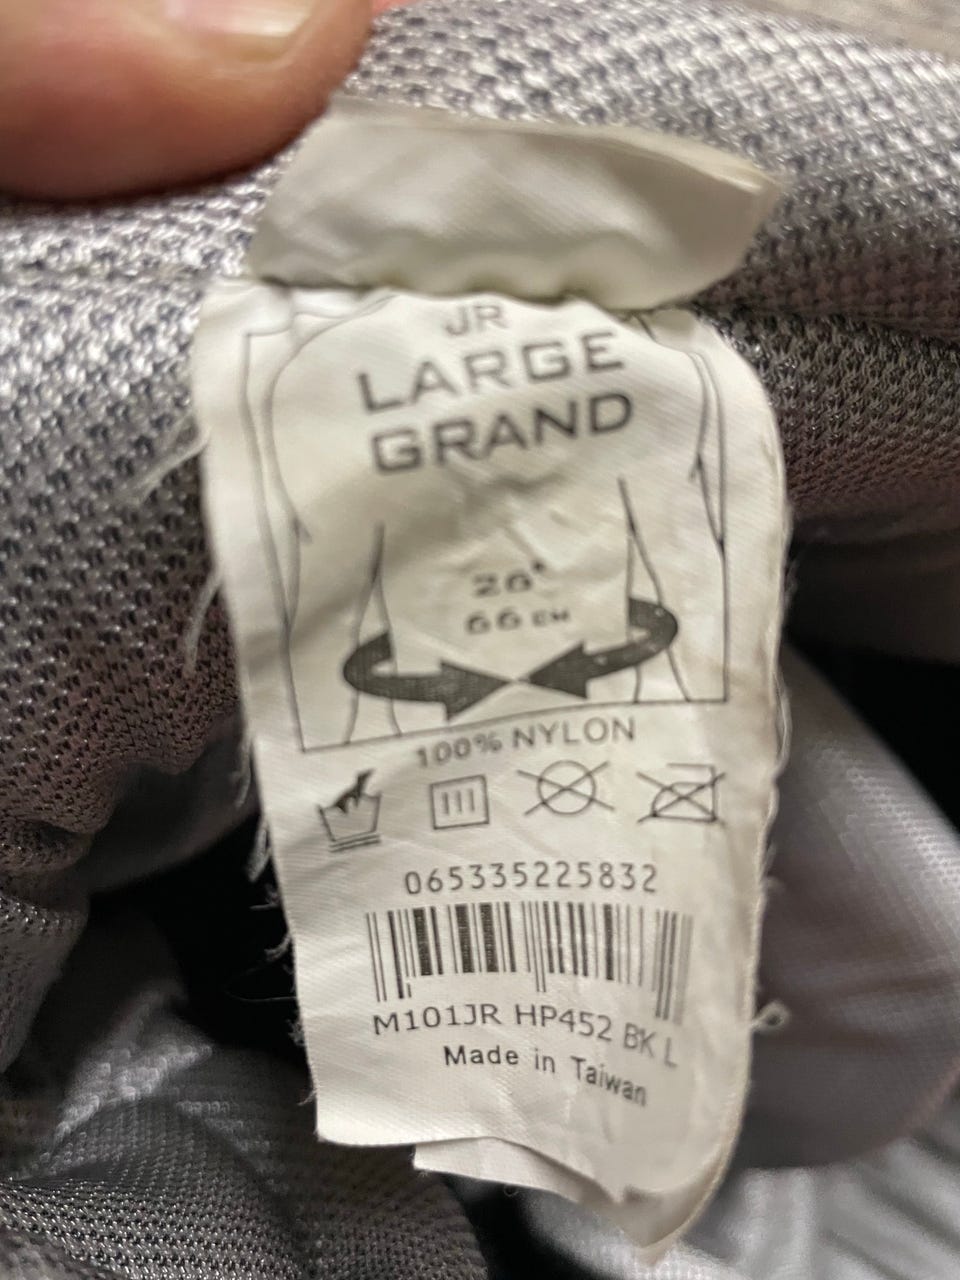 JR
LARGE
GRAND
26"
66 CM
100% NYLON
065335225832
M101JR HP452 BK L
Made in Taiwan